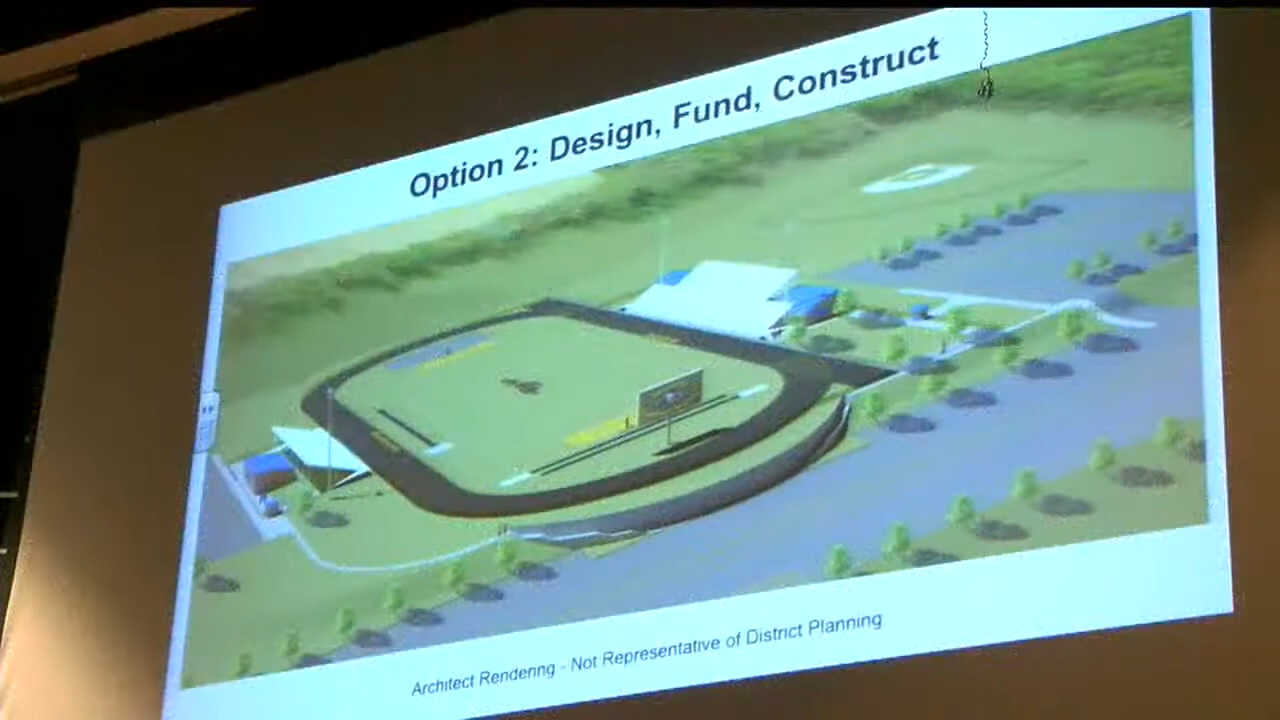 Option 2: Design, Fund, Construct
Architect Rendering - Not Representative of District Planning